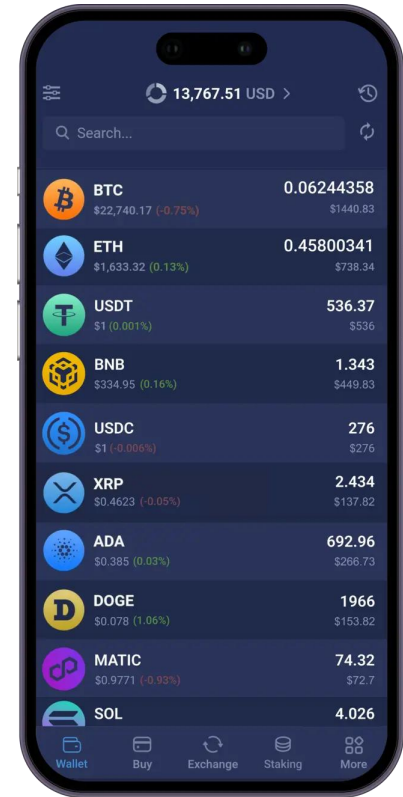 13,767.51 USD >
Search...
BTC 0.06244358
$22,740.17 (-0.75%) $1440.83
ETH 0.45800341
$1,633.32 (0.13%) $738.34
USDT 536.37
$1 (0.001%) $536
BNB 1.343
$334.95 (0.16%) $449.83
USDC 276
$1 (-0.006%) $276
XRP 2.434
$0.4623 (-0.05%) $137.82
ADA 692.96
$0.385 (0.03%) $266.73
DOGE 1966
$0.078 (1.06%) $153.82
MATIC 74.32
$0.9771 (-0.93%) $72.7
SOL 4.026
Wallet Buy Exchange Staking More